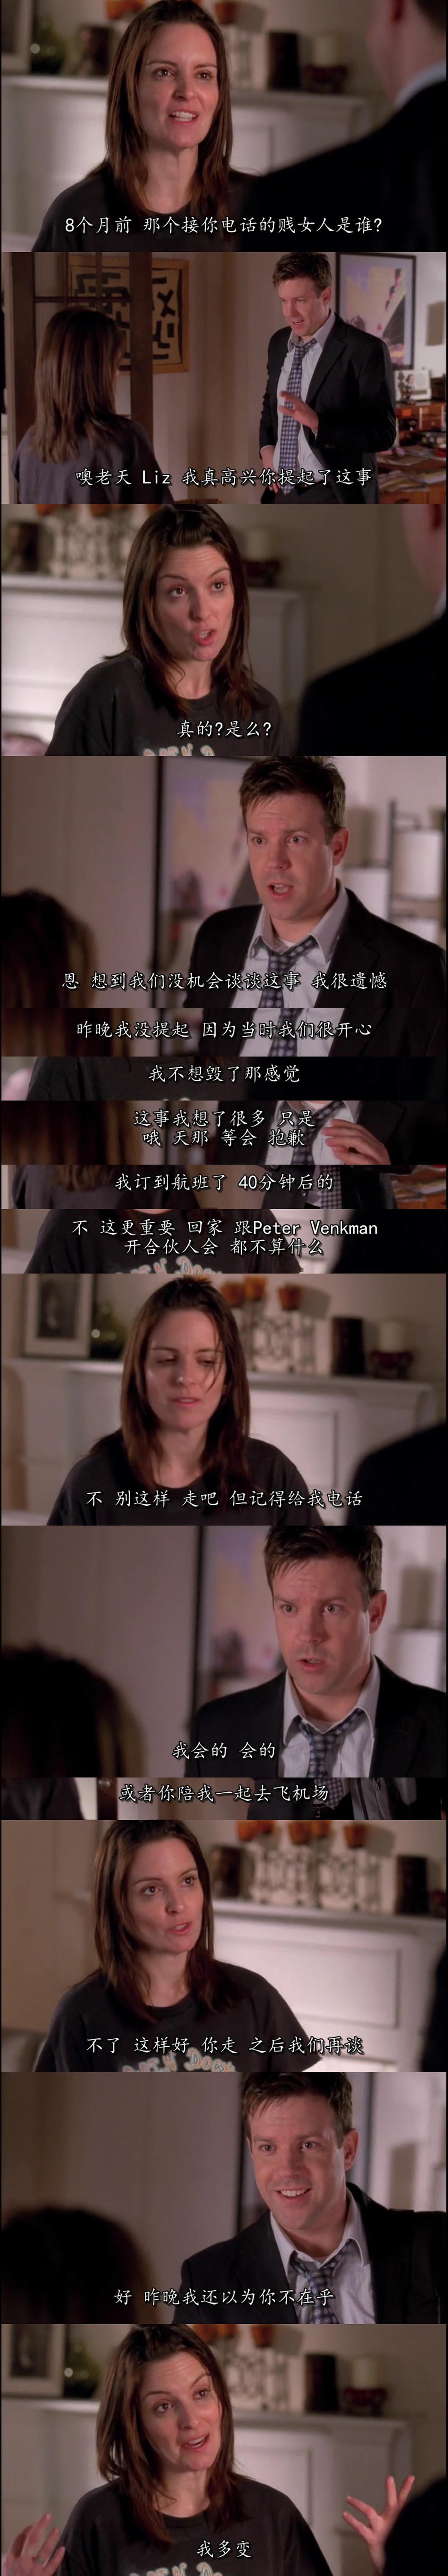 8个月前 那个接你电话的贱女人是谁?
噢老天 Liz 我真高兴你提起了这事
真的?是么?
恩 想到我们没机会谈谈这事 我很遗憾
昨晚我没提起 因为当时我们很开心
我不想毁了那感觉
这事我想了很多 只是
哦 天那 等会 抱歉
我订到航班了 40分钟后的
不 这更重要 回家 跟Peter Venkman
开合伙人会 都不算什么
不 别这样 走吧 但记得给我电话
我会的 会的
或者你陪我一起去飞机场
不了 这样好 你走 之后我们再谈
好 昨晚我还以为你不在乎
我多变